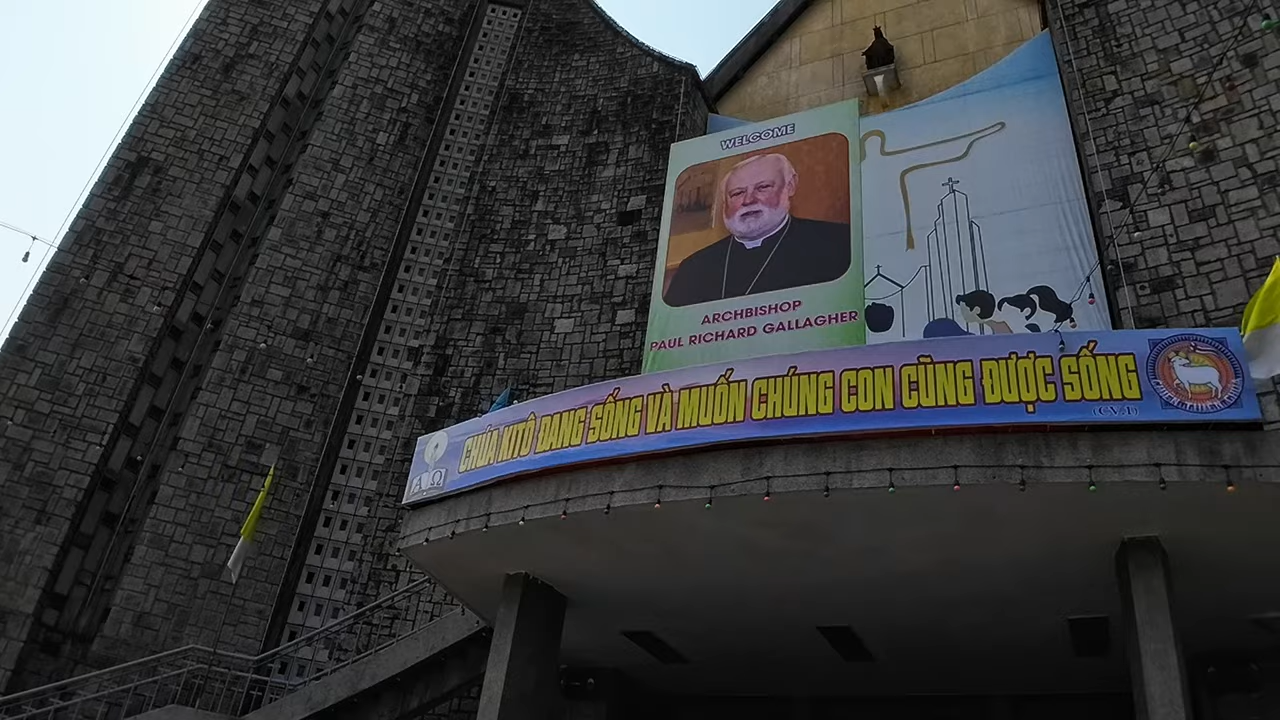 WELCOME
ARCHBISHOP
PAUL RICHARD GALLAGHER
CHÚA KITÔ ĐANG SỐNG VÀ MUỐN CHÚNG CON CŨNG ĐƯỢC SỐNG
(CV.1)
Α Ω